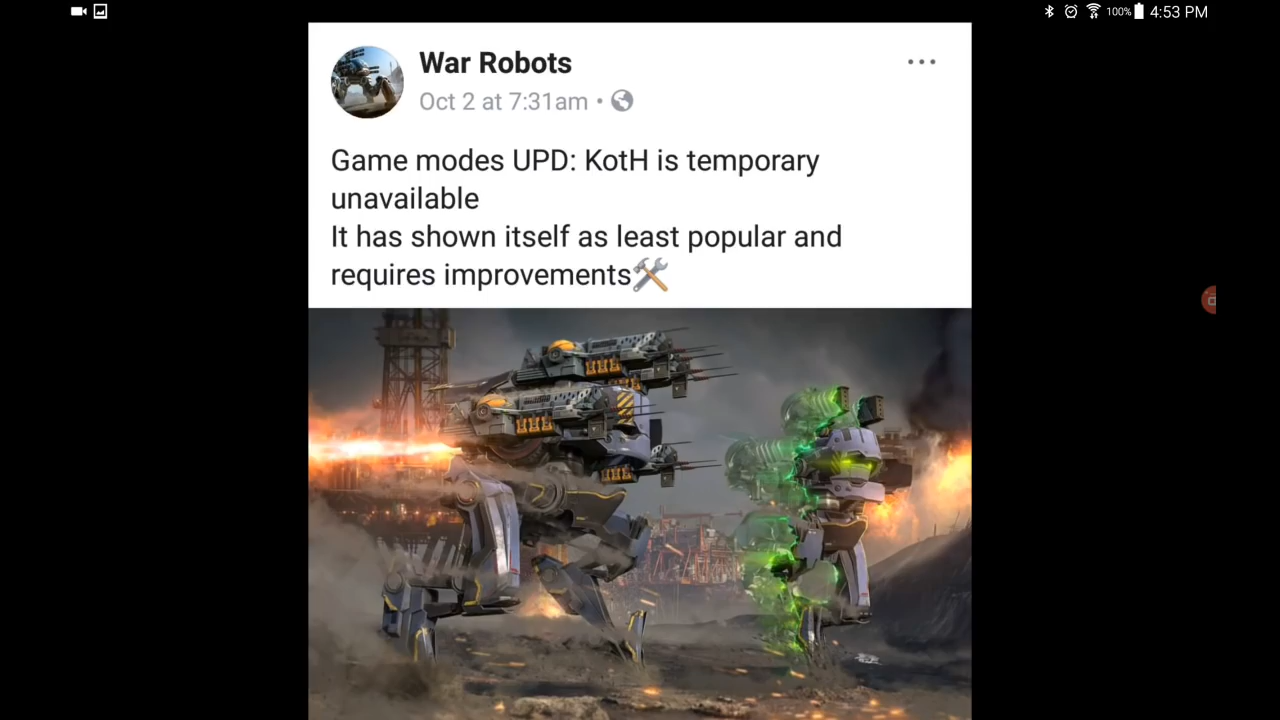 100% 4:53 PM
War Robots
Oct 2 at 7:31am •
Game modes UPD: KotH is temporary
unavailable
It has shown itself as least popular and
requires improvements🛠